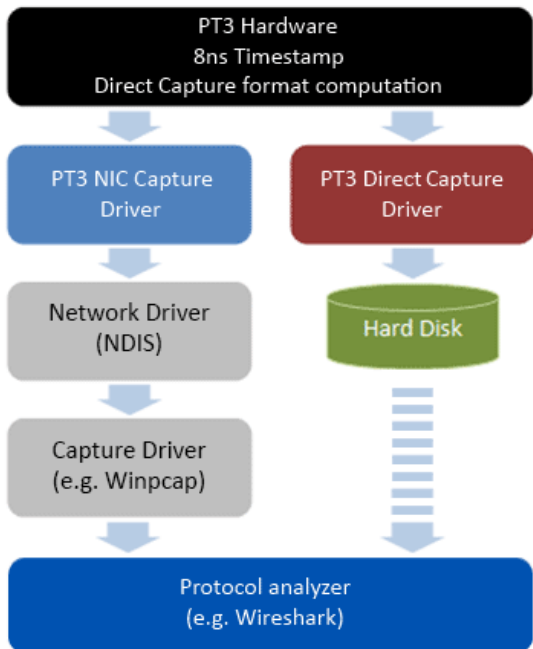 PT3 Hardware
8ns Timestamp
Direct Capture format computation
PT3 NIC Capture
Driver
PT3 Direct Capture
Driver
Network Driver
(NDIS)
Hard Disk
Capture Driver
(e.g. Winpcap)
Protocol analyzer
(e.g. Wireshark)